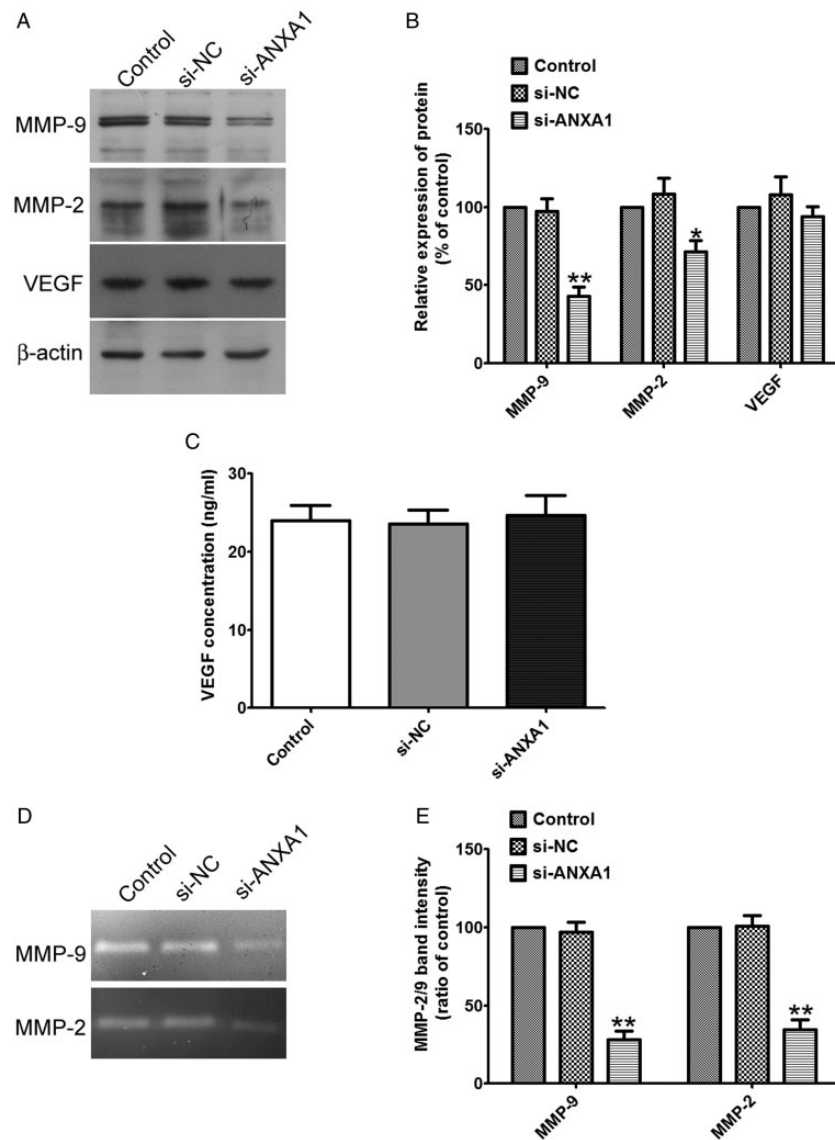 A
Control
si-NC
si-ANXA1
MMP-9
MMP-2
VEGF
β-actin
B
Control
si-NC
si-ANXA1
Relative expression of protein
(% of control)
150
100
50
0
**
*
MMP-9
MMP-2
VEGF
C
VEGF concentration (ng/ml)
30
20
10
0
Control
si-NC
si-ANXA1
D
Control
si-NC
si-ANXA1
MMP-9
MMP-2
E
Control
si-NC
si-ANXA1
MMP-2/9 band intensity
(ratio of control)
150
100
50
0
**
**
MMP-9
MMP-2